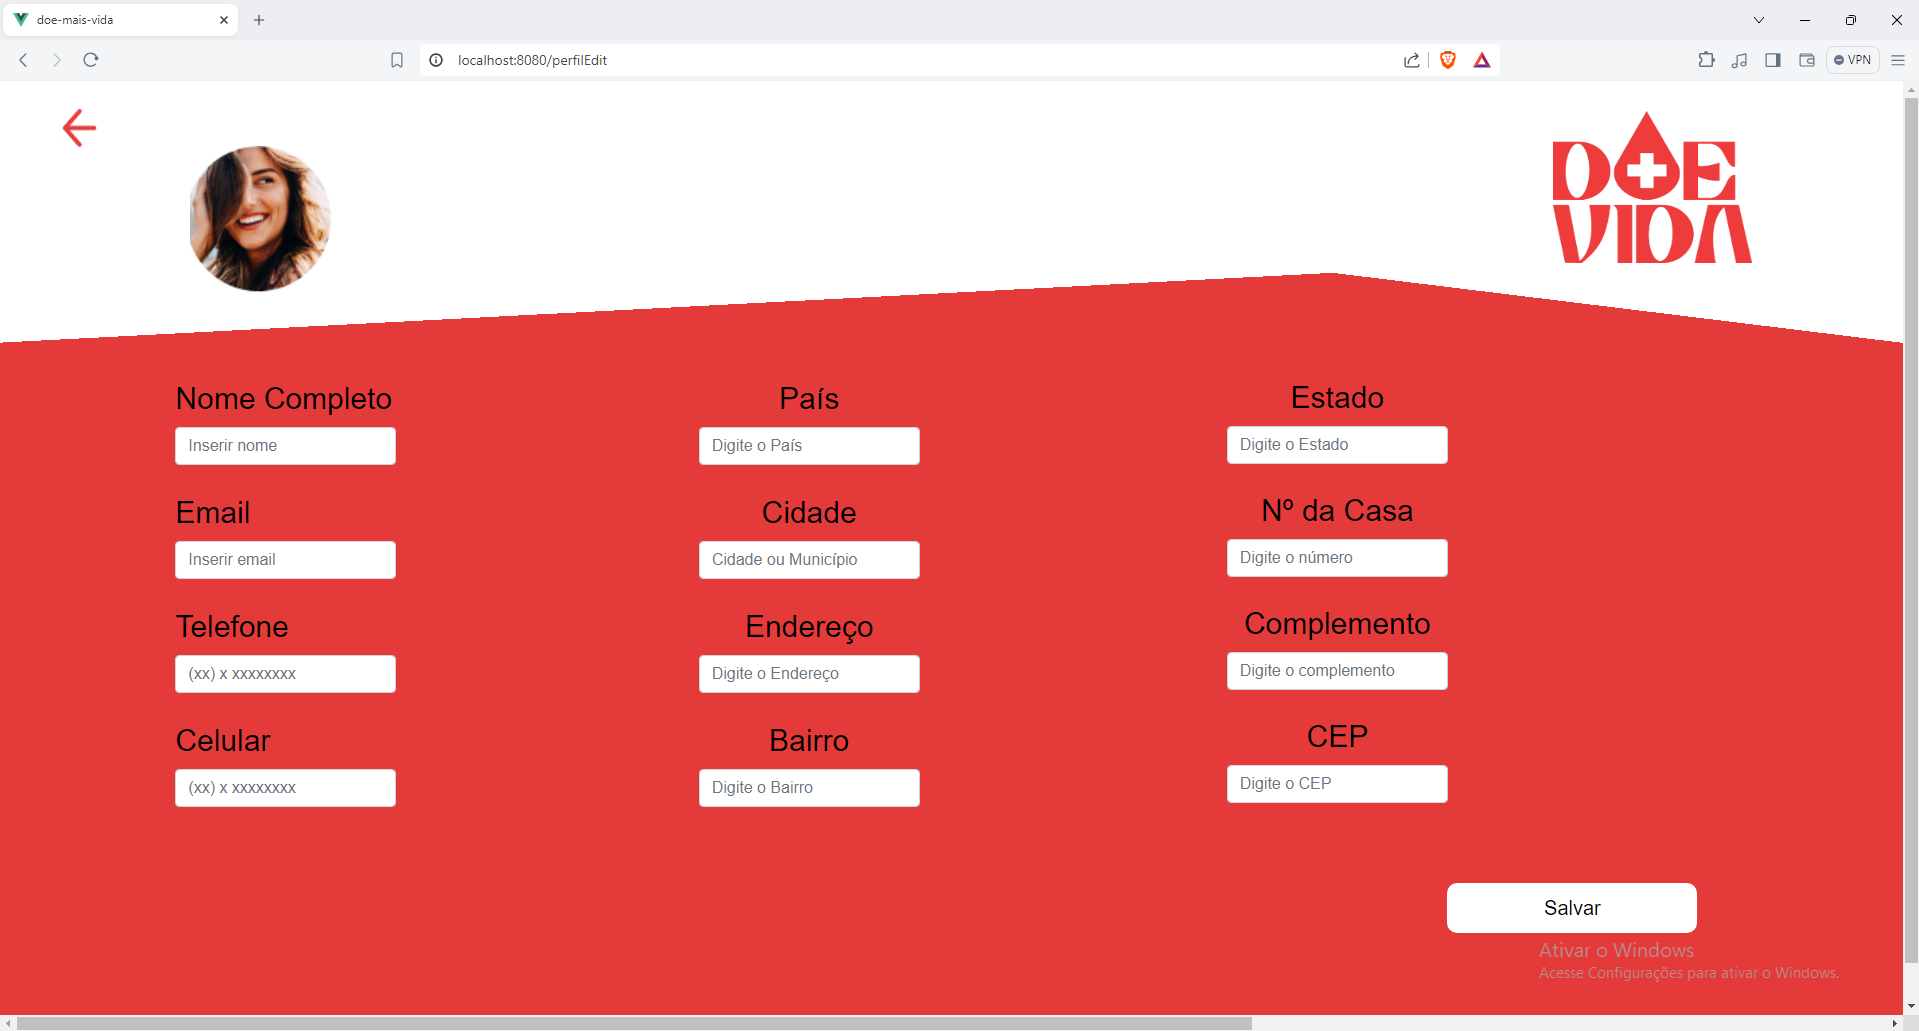 doe-mais-vida
localhost:8080/perfilEdit
VPN
DOE
VIDA
Nome Completo
Inserir nome
País
Digite o País
Estado
Digite o Estado
Email
Inserir email
Cidade
Cidade ou Município
Nº da Casa
Digite o número
Telefone
(xx) x xxxxxxxx
Endereço
Digite o Endereço
Complemento
Digite o complemento
Celular
(xx) x xxxxxxxx
Bairro
Digite o Bairro
CEP
Digite o CEP
Salvar
Ativar o Windows
Acesse Configurações para ativar o Windows.